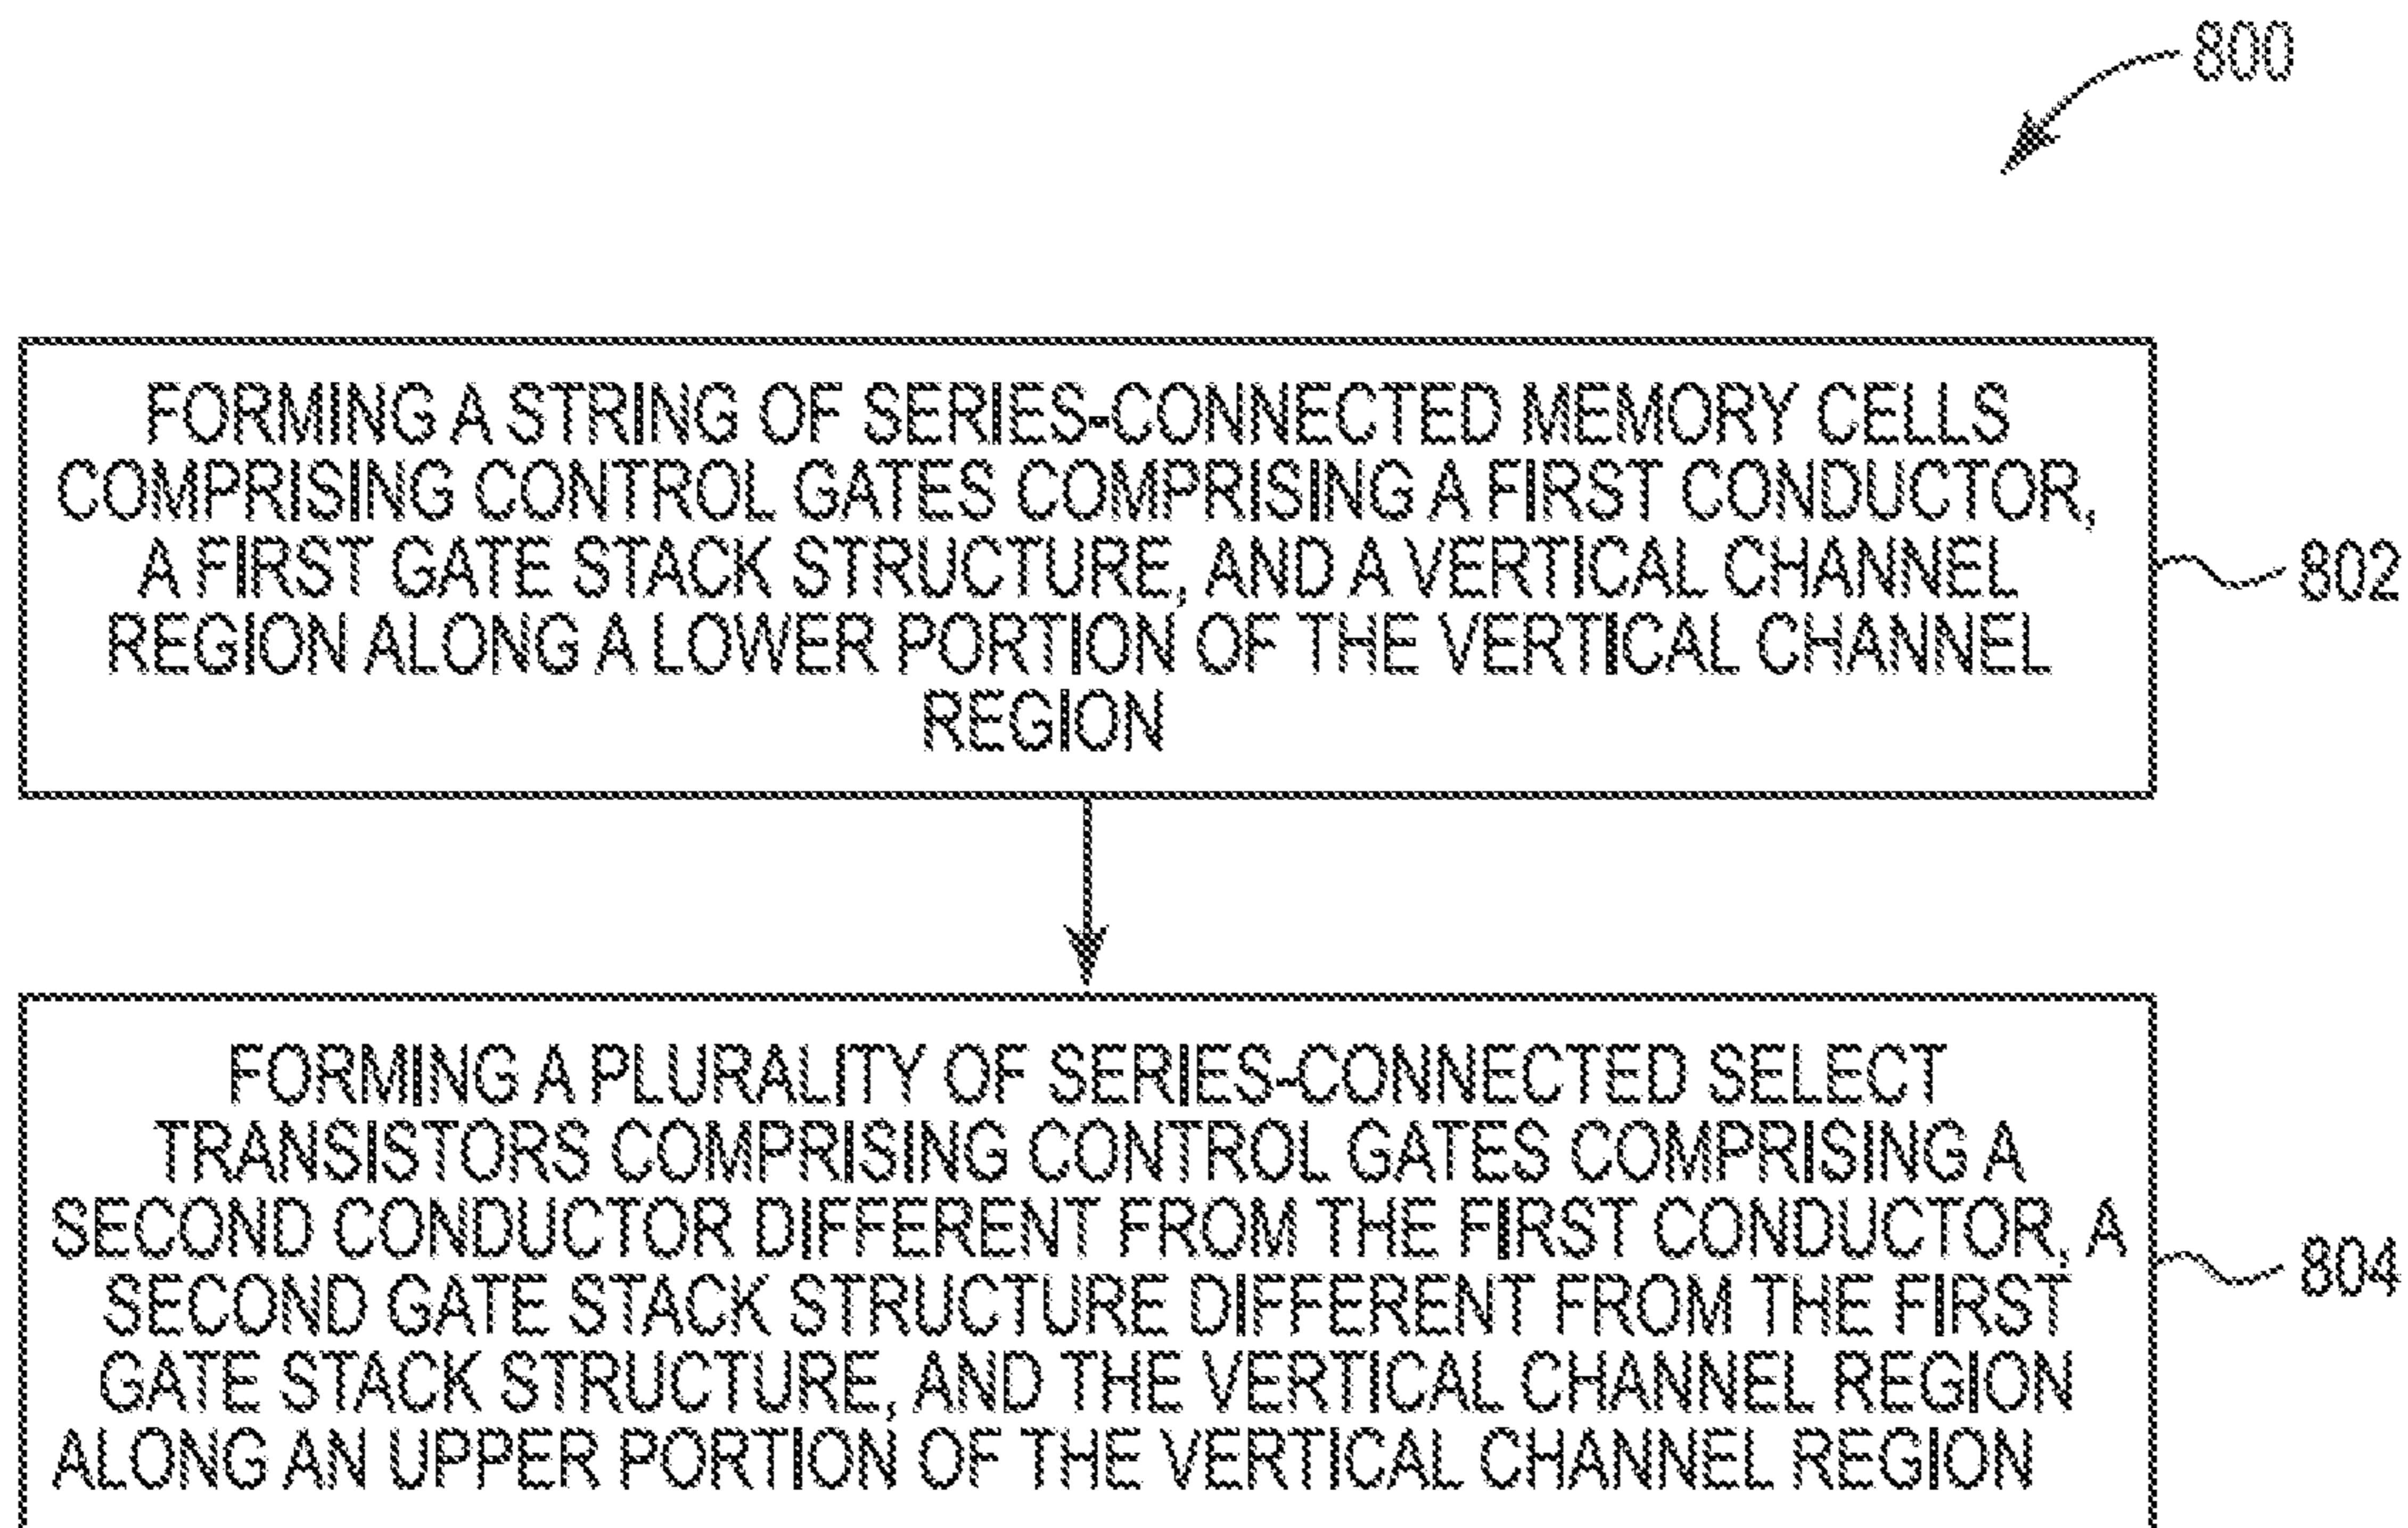 800
FORMING A STRING OF SERIES-CONNECTED MEMORY CELLS
COMPRISING CONTROL GATES COMPRISING A FIRST CONDUCTOR,
A FIRST GATE STACK STRUCTURE, AND A VERTICAL CHANNEL
REGION ALONG A LOWER PORTION OF THE VERTICAL CHANNEL
REGION
802
FORMING A PLURALITY OF SERIES-CONNECTED SELECT
TRANSISTORS COMPRISING CONTROL GATES COMPRISING A
SECOND CONDUCTOR DIFFERENT FROM THE FIRST CONDUCTOR, A
SECOND GATE STACK STRUCTURE DIFFERENT FROM THE FIRST
GATE STACK STRUCTURE, AND THE VERTICAL CHANNEL REGION
ALONG AN UPPER PORTION OF THE VERTICAL CHANNEL REGION
804